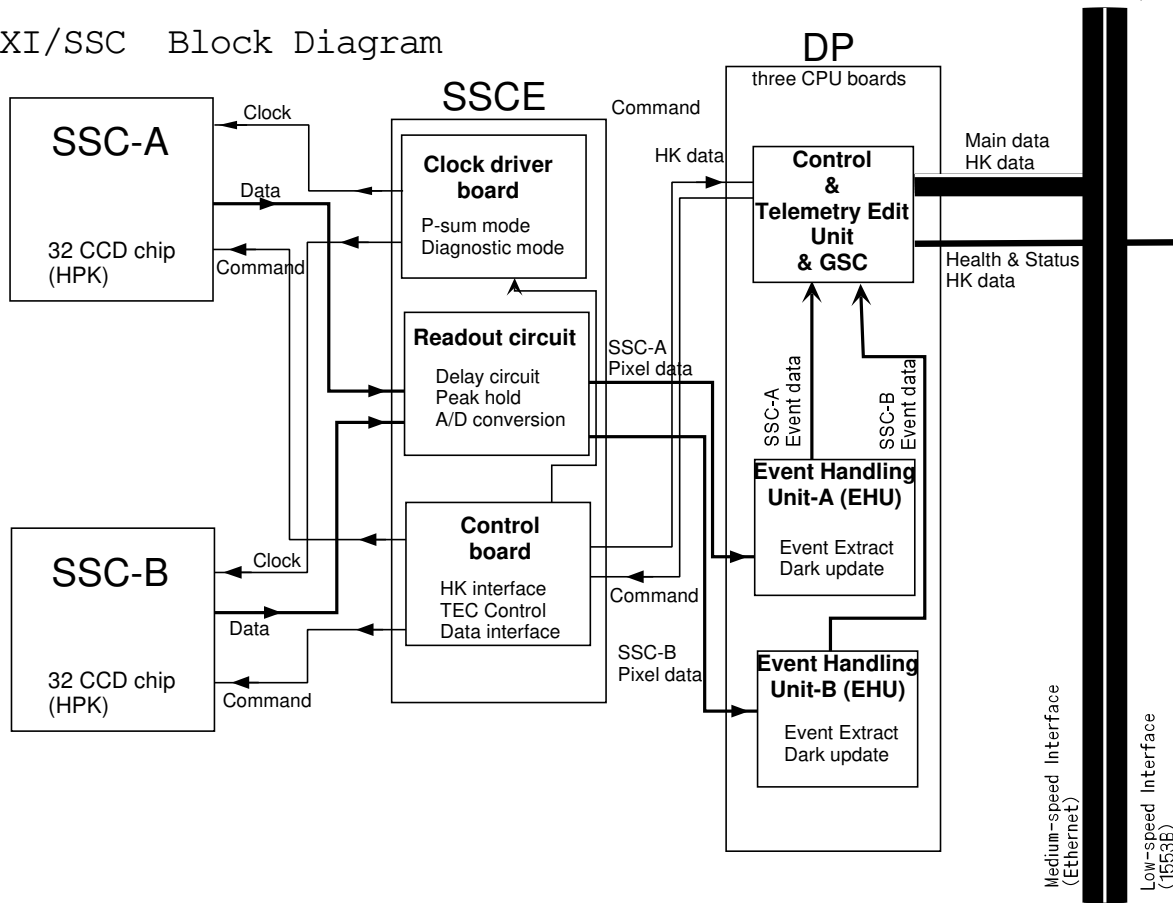 XI/SSC Block Diagram
SSC-A
32 CCD chip
(HPK)
Clock
Data
Command
SSC-B
32 CCD chip
(HPK)
Clock
Data
Command
SSCE
Clock driver
board
P-sum mode
Diagnostic mode
Readout circuit
Delay circuit
Peak hold
A/D conversion
Control
board
HK interface
TEC Control
Data interface
Command
HK data
SSC-A
Pixel data
Command
SSC-B
Pixel data
DP
three CPU boards
Control
&
Telemetry Edit
Unit
& GSC
SSC-A
Event data
SSC-B
Event data
Event Handling
Unit-A (EHU)
Event Extract
Dark update
Event Handling
Unit-B (EHU)
Event Extract
Dark update
Main data
HK data
Health & Status
HK data
Medium-speed Interface
(Ethernet)
Low-speed Interface
(1553B)